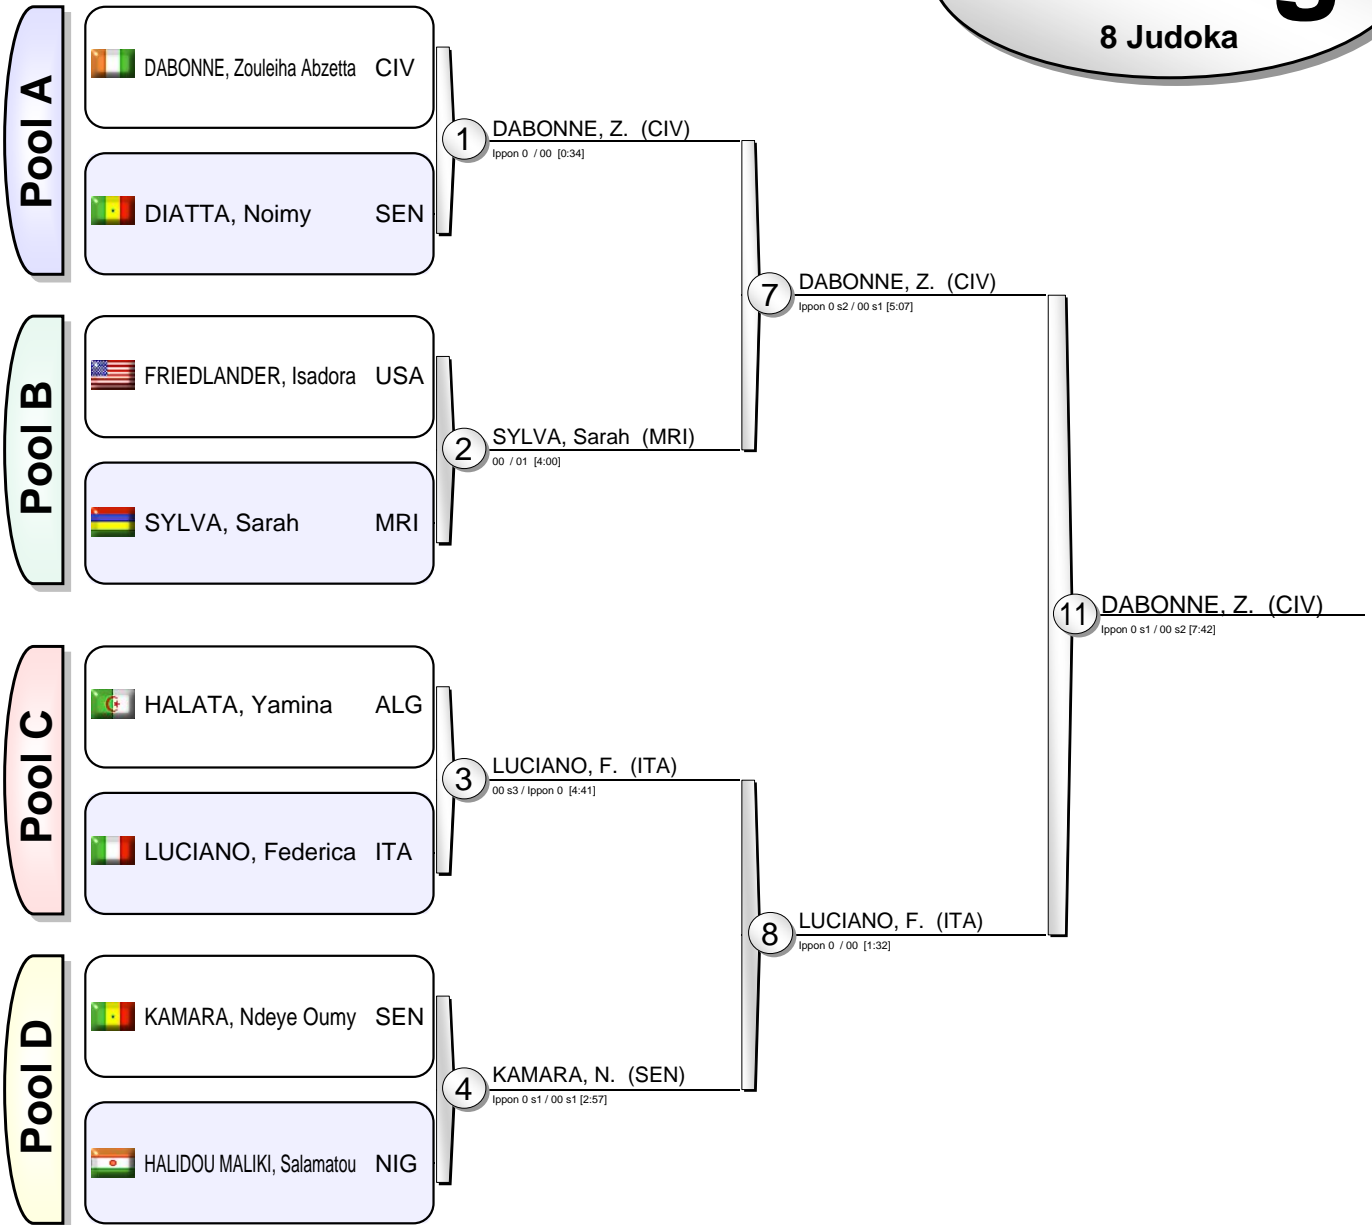 g
8 Judoka
Pool A
DABONNE, Zouleiha Abzetta CIV
DIATTA, Noimy SEN
1 DABONNE, Z. (CIV)
Ippon 0 / 00 [0:34]
Pool B
FRIEDLANDER, Isadora USA
SYLVA, Sarah MRI
2 SYLVA, Sarah (MRI)
00 / 01 [4:00]
7 DABONNE, Z. (CIV)
Ippon 0 s2 / 00 s1 [5:07]
Pool C
HALATA, Yamina ALG
LUCIANO, Federica ITA
3 LUCIANO, F. (ITA)
00 s3 / Ippon 0 [4:41]
Pool D
KAMARA, Ndeye Oumy SEN
HALIDOU MALIKI, Salamatou NIG
4 KAMARA, N. (SEN)
Ippon 0 s1 / 00 s1 [2:57]
8 LUCIANO, F. (ITA)
Ippon 0 / 00 [1:32]
11 DABONNE, Z. (CIV)
Ippon 0 s1 / 00 s2 [7:42]